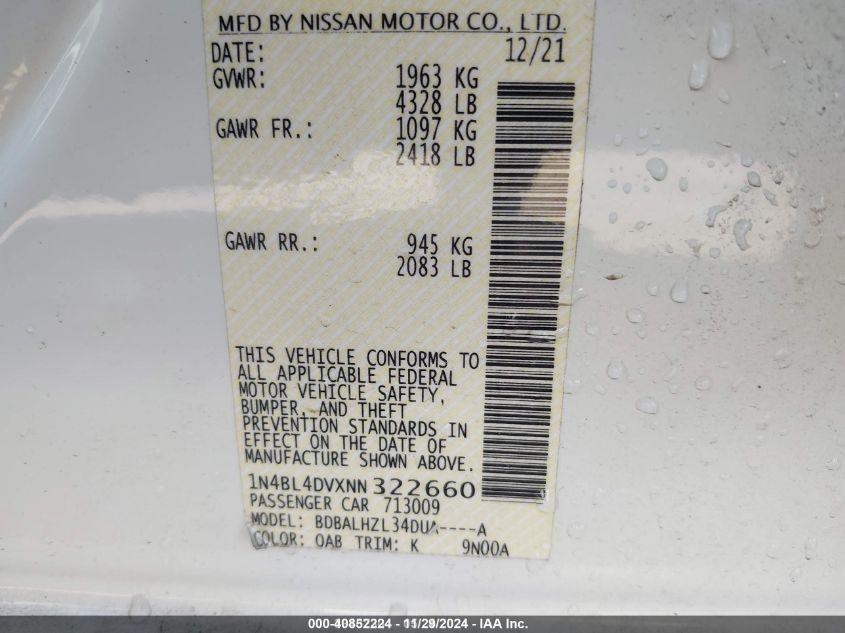 MFD BY NISSAN MOTOR CO., LTD.
DATE: 12/21
GVWR: 1963 KG
4328 LB
GAWR FR.: 1097 KG
2418 LB
GAWR RR.: 945 KG
2083 LB
THIS VEHICLE CONFORMS TO
ALL APPLICABLE FEDERAL
MOTOR VEHICLE SAFETY,
BUMPER, AND THEFT
PREVENTION STANDARDS IN
EFFECT ON THE DATE OF
MANUFACTURE SHOWN ABOVE.
1N4BL4DVXNN322660
PASSENGER CAR 713009
MODEL: BDBALHZL34DUA----A
COLOR: OAB TRIM: K 9N00A
000-40852224 - 11/29/2024 - IAA Inc.